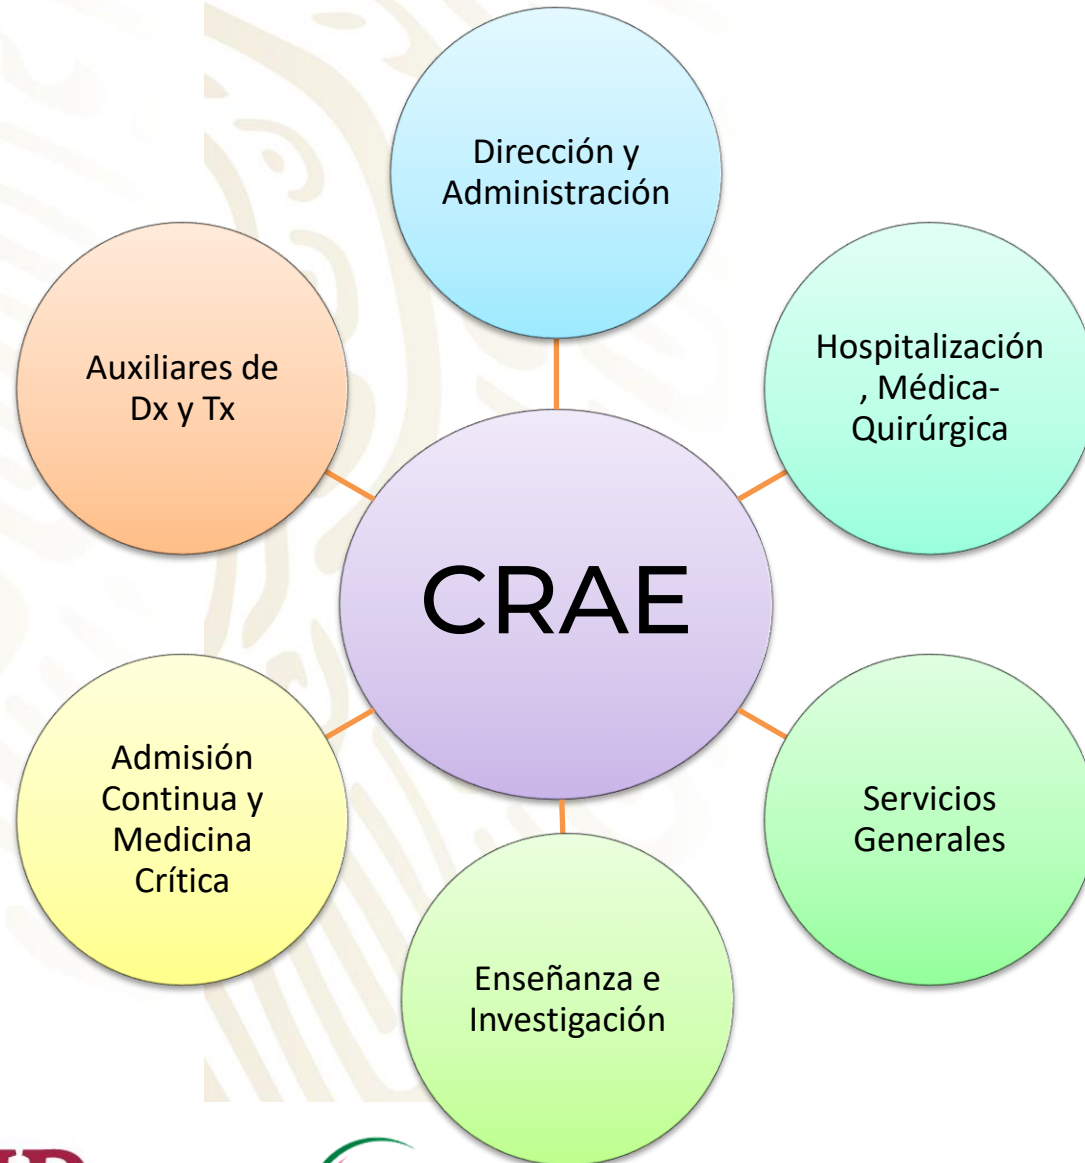 Dirección y
Administración
Hospitalización
, Médica-
Quirúrgica
Servicios
Generales
Enseñanza e
Investigación
Admisión
Continua y
Medicina
Crítica
Auxiliares de
Dx y Tx
CRAE